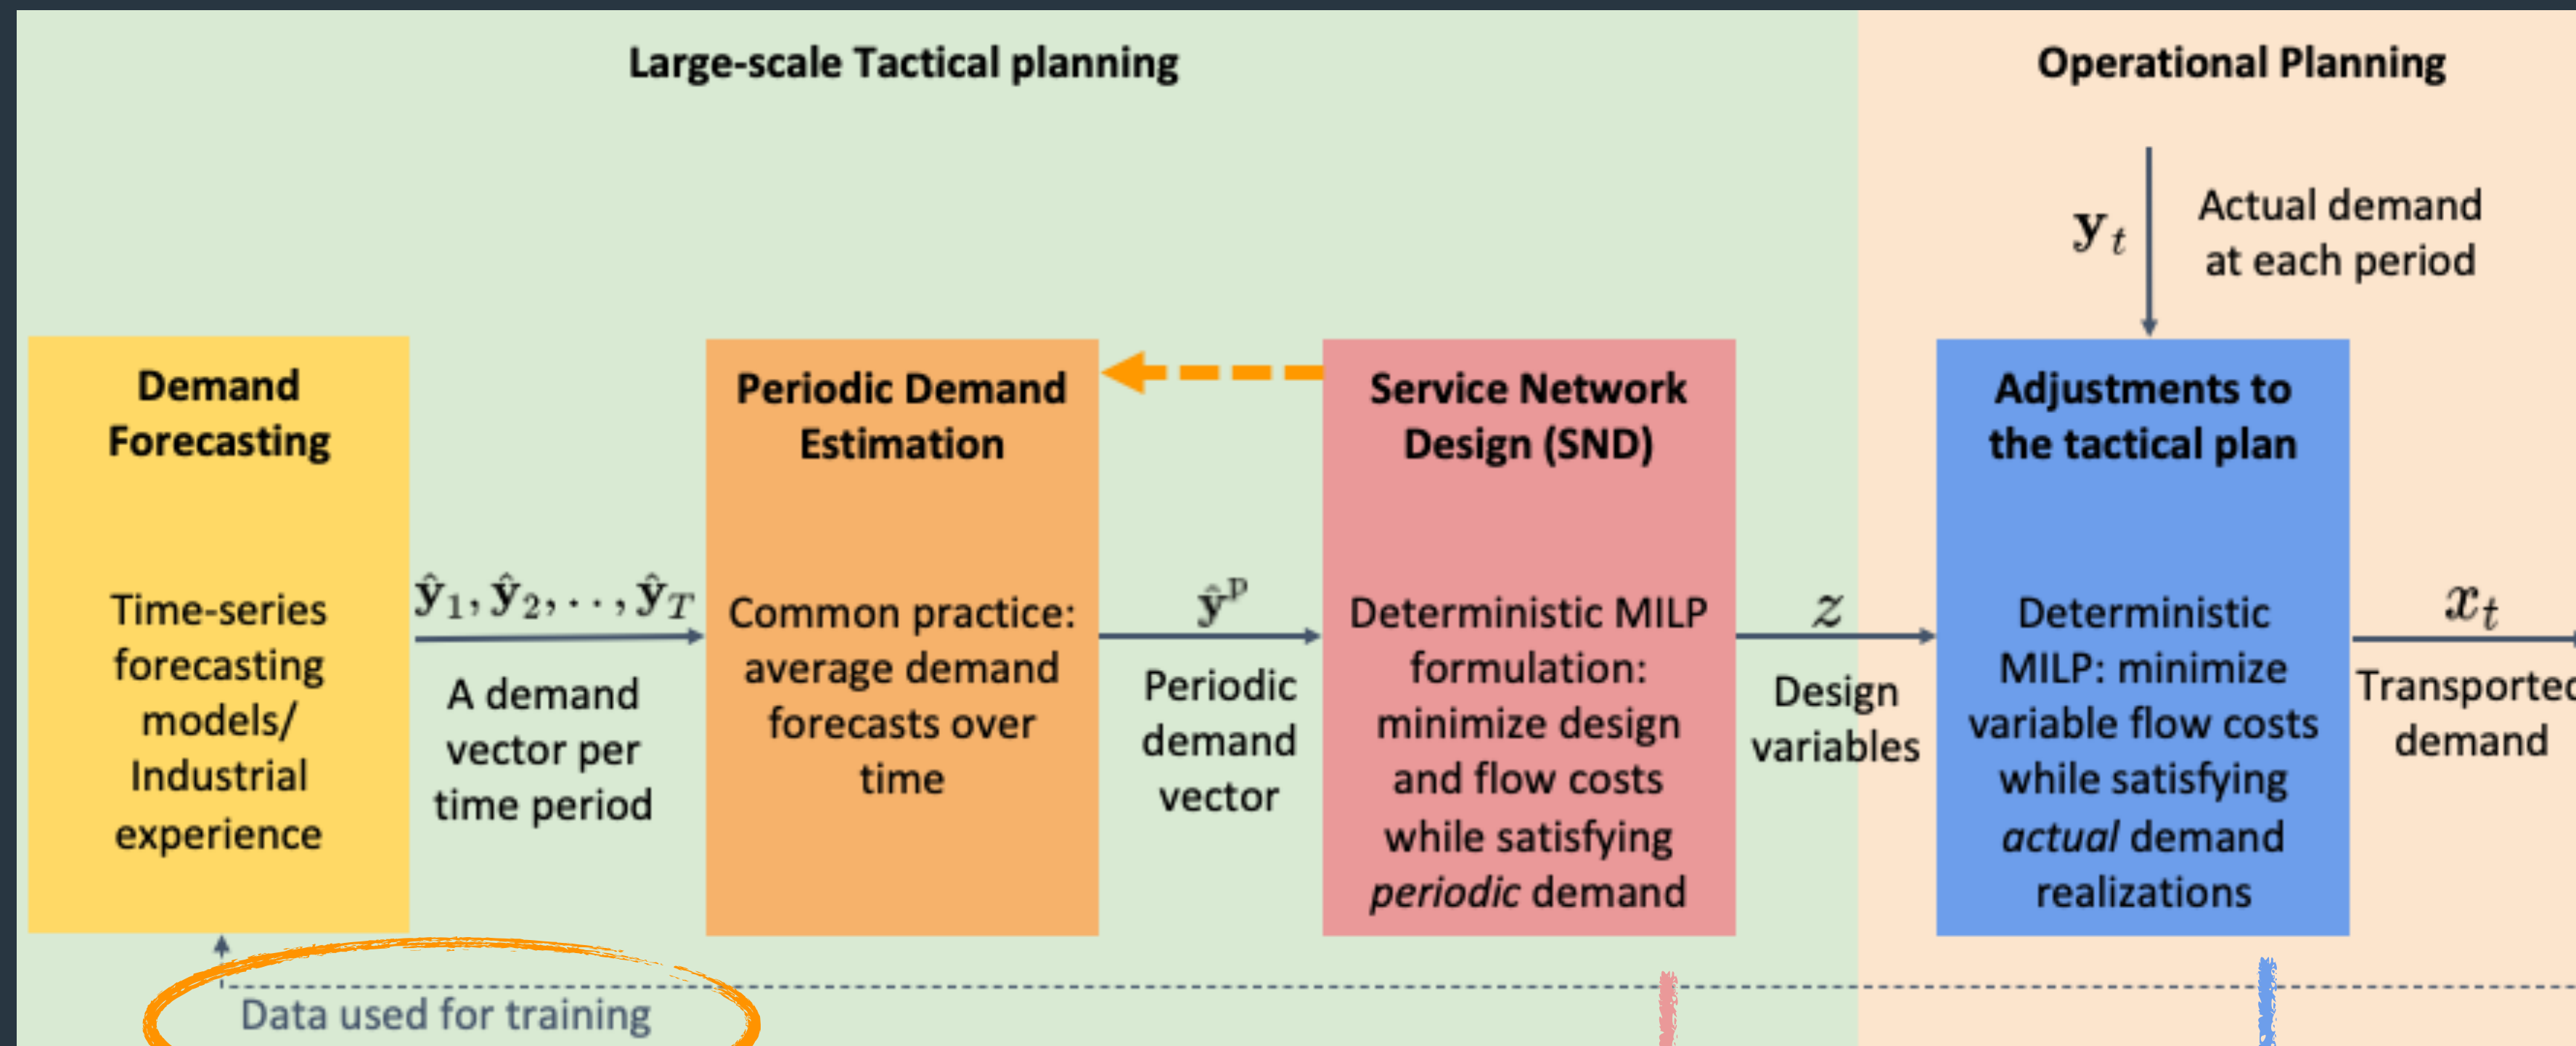 Large-scale Tactical planning
Operational Planning
y_t
Actual demand
at each period
Demand
Forecasting
Time-series
forecasting
models/
Industrial
experience
ŷ₁, ŷ₂, . . , ŷ_T
A demand
vector per
time period
Periodic Demand
Estimation
Common practice:
average demand
forecasts over
time
ŷᵖ
Periodic
demand
vector
Service Network
Design (SND)
Deterministic MILP
formulation:
minimize design
and flow costs
while satisfying
periodic demand
z
Design
variables
Adjustments to
the tactical plan
Deterministic
MILP: minimize
variable flow costs
while satisfying
actual demand
realizations
x_t
Transported
demand
Data used for training